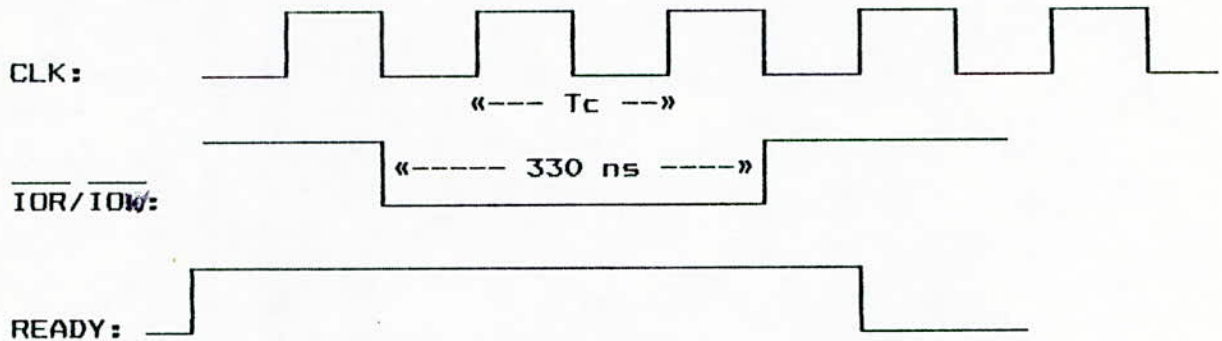 CLK:
«--- Tc --»
«----- 330 ns ----»
IOR/IOW:
READY: